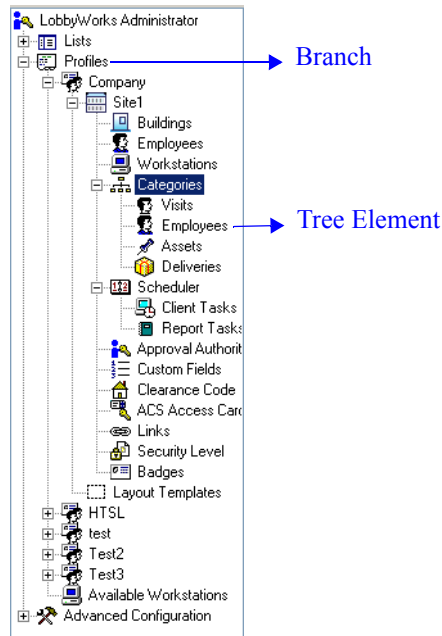 LobbyWorks Administrator
Lists
Profiles
Branch
Company
Site1
Buildings
Employees
Workstations
Categories
Visits
Employees
Tree Element
Assets
Deliveries
Scheduler
Client Tasks
Report Tasks
Approval Authorit
Custom Fields
Clearance Code
ACS Access Card
Links
Security Level
Badges
Layout Templates
HTSL
test
Test2
Test3
Available Workstations
Advanced Configuration